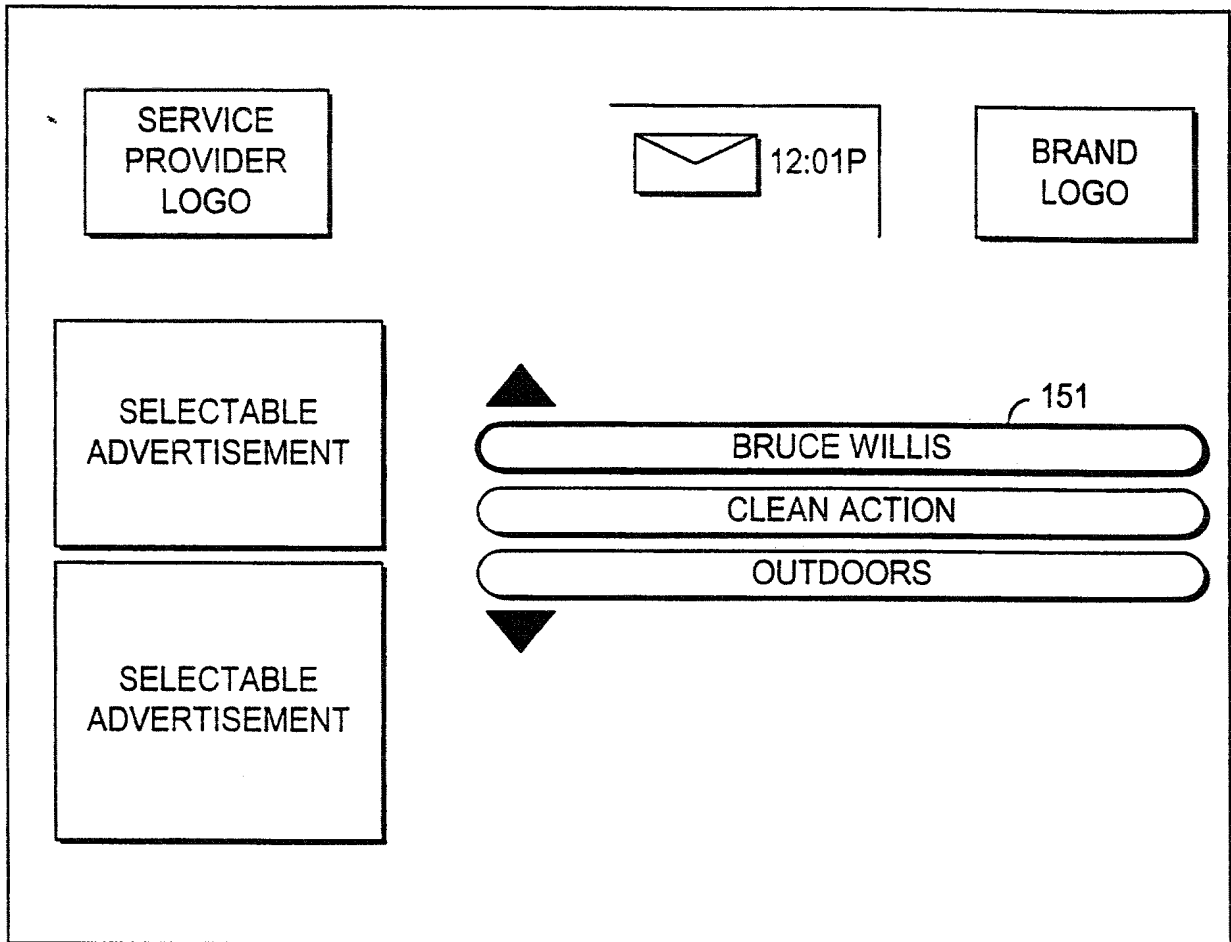 SERVICE
PROVIDER
LOGO
12:01P
BRAND
LOGO
SELECTABLE
ADVERTISEMENT
151
BRUCE WILLIS
CLEAN ACTION
OUTDOORS
SELECTABLE
ADVERTISEMENT